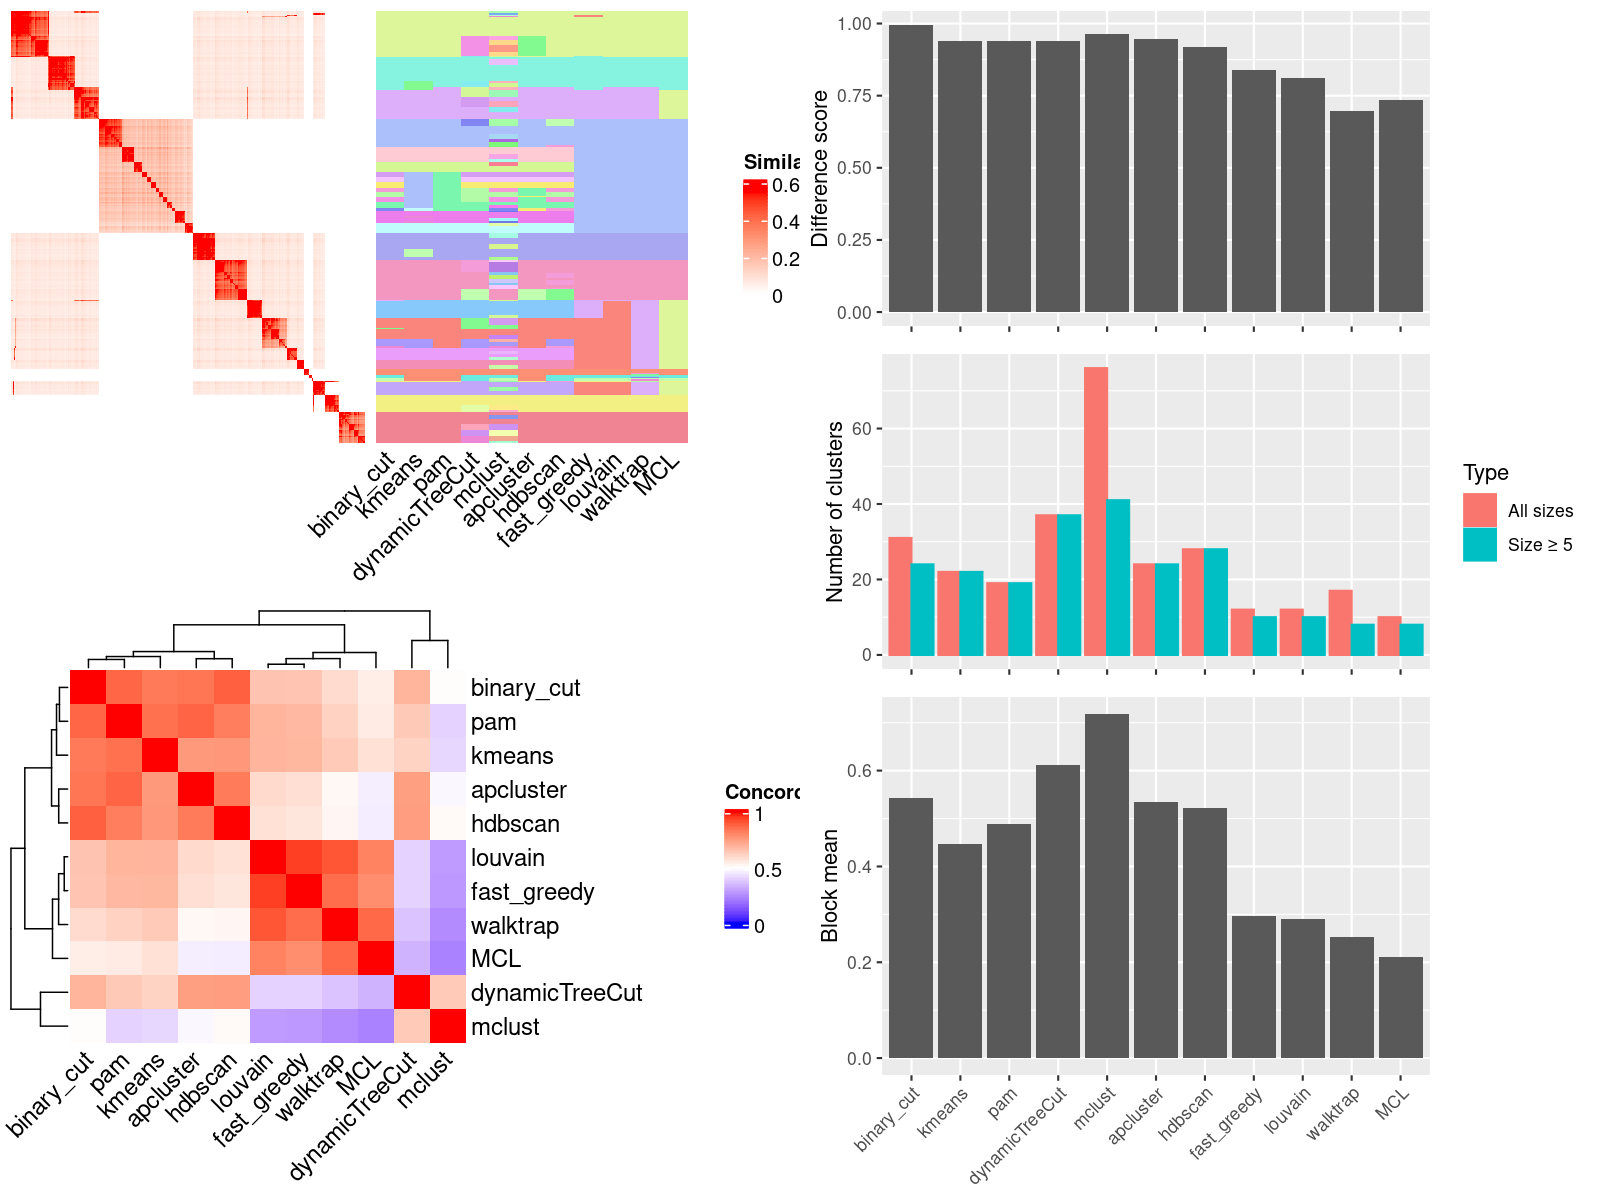 Simila
0.6
0.4
0.2
0
binary_cut
kmeans
pam
dynamicTreeCut
mclust
apcluster
hdbscan
fast_greedy
louvain
walktrap
MCL
binary_cut
pam
kmeans
apcluster
hdbscan
louvain
fast_greedy
walktrap
MCL
dynamicTreeCut
mclust
Concord
1
0.5
0
binary_cut
pam
kmeans
apcluster
hdbscan
louvain
fast_greedy
walktrap
MCL
dynamicTreeCut
mclust
Difference score
1.00
0.75
0.50
0.25
0.00
Number of clusters
60
40
20
0
Type
All sizes
Size ≥ 5
Block mean
0.6
0.4
0.2
0.0
binary_cut
kmeans
pam
dynamicTreeCut
mclust
apcluster
hdbscan
fast_greedy
louvain
walktrap
MCL